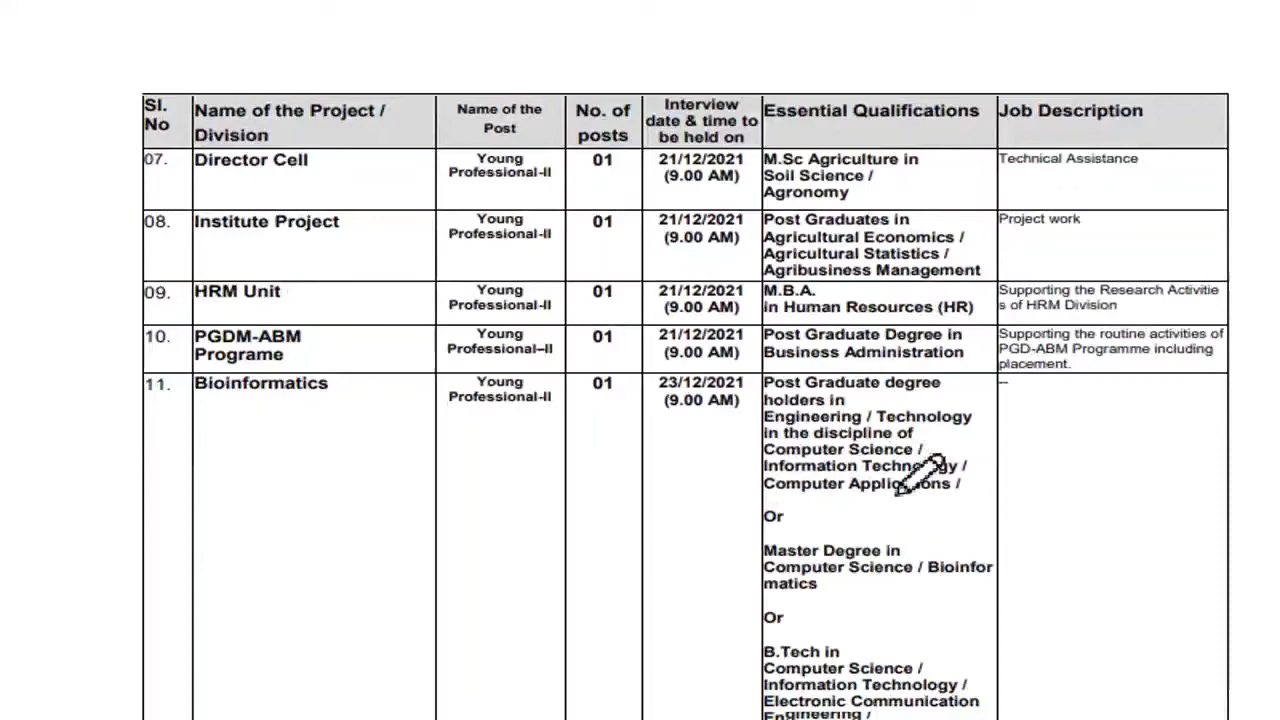 Sl. No
Name of the Project / Division
Name of the Post
No. of posts
Interview date & time to be held on
Essential Qualifications
Job Description
07.
Director Cell
Young
Professional-II
01
21/12/2021
(9.00 AM)
M.Sc Agriculture in
Soil Science /
Agronomy
Technical Assistance
08.
Institute Project
Young
Professional-II
01
21/12/2021
(9.00 AM)
Post Graduates in
Agricultural Economics /
Agricultural Statistics /
Agribusiness Management
Project work
09.
HRM Unit
Young
Professional-II
01
21/12/2021
(9.00 AM)
M.B.A.
in Human Resources (HR)
Supporting the Research Activitie
s of HRM Division
10.
PGDM-ABM
Programe
Young
Professional–II
01
21/12/2021
(9.00 AM)
Post Graduate Degree in
Business Administration
Supporting the routine activities of
PGD-ABM Programme including
placement.
11.
Bioinformatics
Young
Professional-II
01
23/12/2021
(9.00 AM)
Post Graduate degree
holders in
Engineering / Technology
in the discipline of
Computer Science /
Information Technology /
Computer Applications /
Or
Master Degree in
Computer Science / Bioinfor
matics
Or
B.Tech in
Computer Science /
Information Technology /
Electronic Communication
Engineering /
--